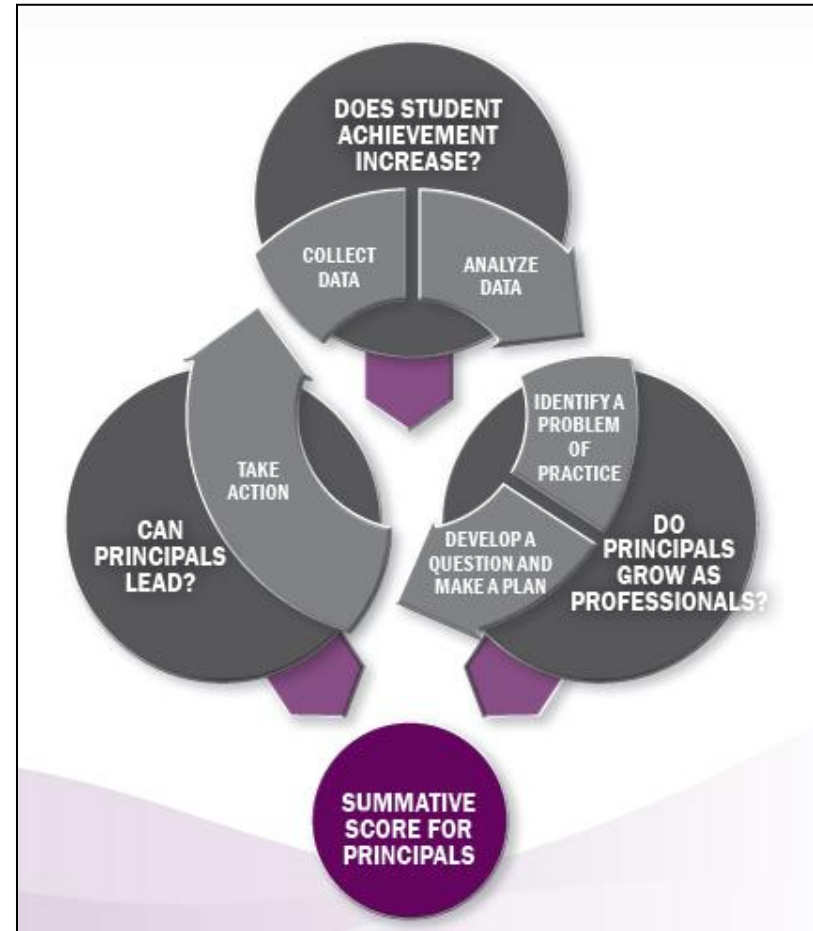 DOES STUDENT
ACHIEVEMENT
INCREASE?
COLLECT
DATA
ANALYZE
DATA
IDENTIFY A
PROBLEM
OF
PRACTICE
DEVELOP A
QUESTION AND
MAKE A PLAN
DO
PRINCIPALS
GROW AS
PROFESSIONALS?
TAKE
ACTION
CAN
PRINCIPALS
LEAD?
SUMMATIVE
SCORE FOR
PRINCIPALS